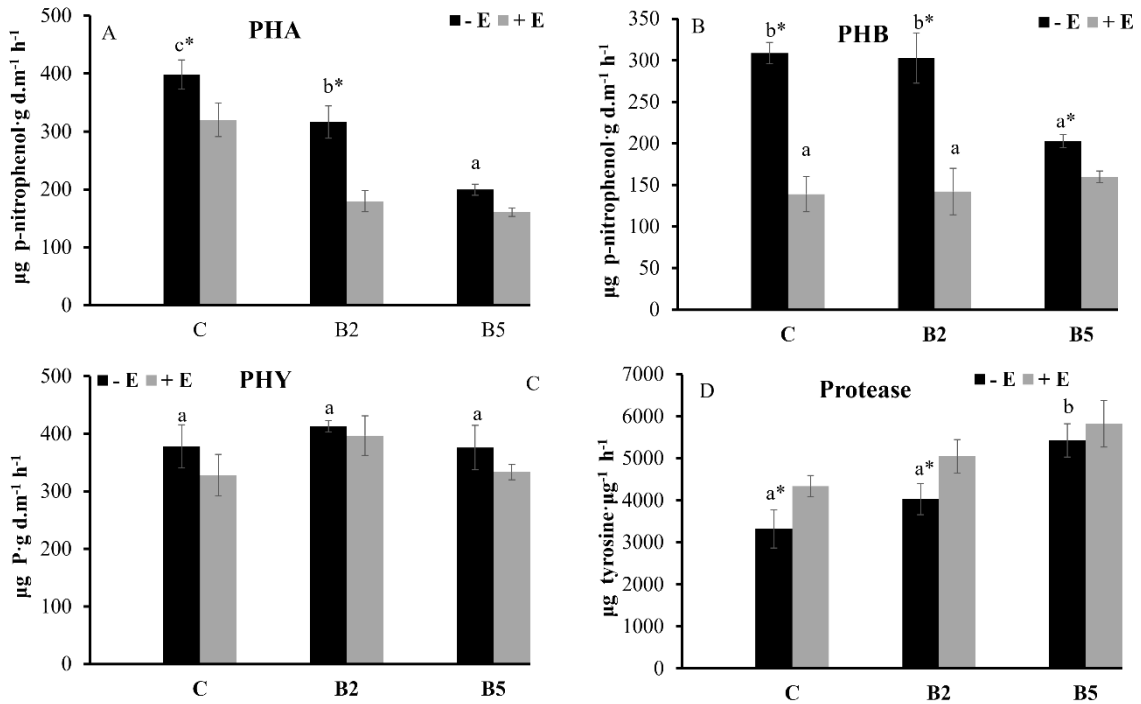 A
PHA
- E + E
µg p-nitrophenol·g d.m⁻¹ h⁻¹
500
400
300
200
100
0
c*
b*
a
C B2 B5
B
PHB
- E + E
µg p-nitrophenol·g d.m⁻¹ h⁻¹
350
300
250
200
150
100
50
0
b*
a
b*
a
a*
C B2 B5
- E + E
PHY
C
µg P·g d.m⁻¹ h⁻¹
500
400
300
200
100
0
a
a
a
C B2 B5
D
Protease
- E + E
µg tyrosine·µg⁻¹ h⁻¹
7000
6000
5000
4000
3000
2000
1000
0
a*
a*
b
C B2 B5